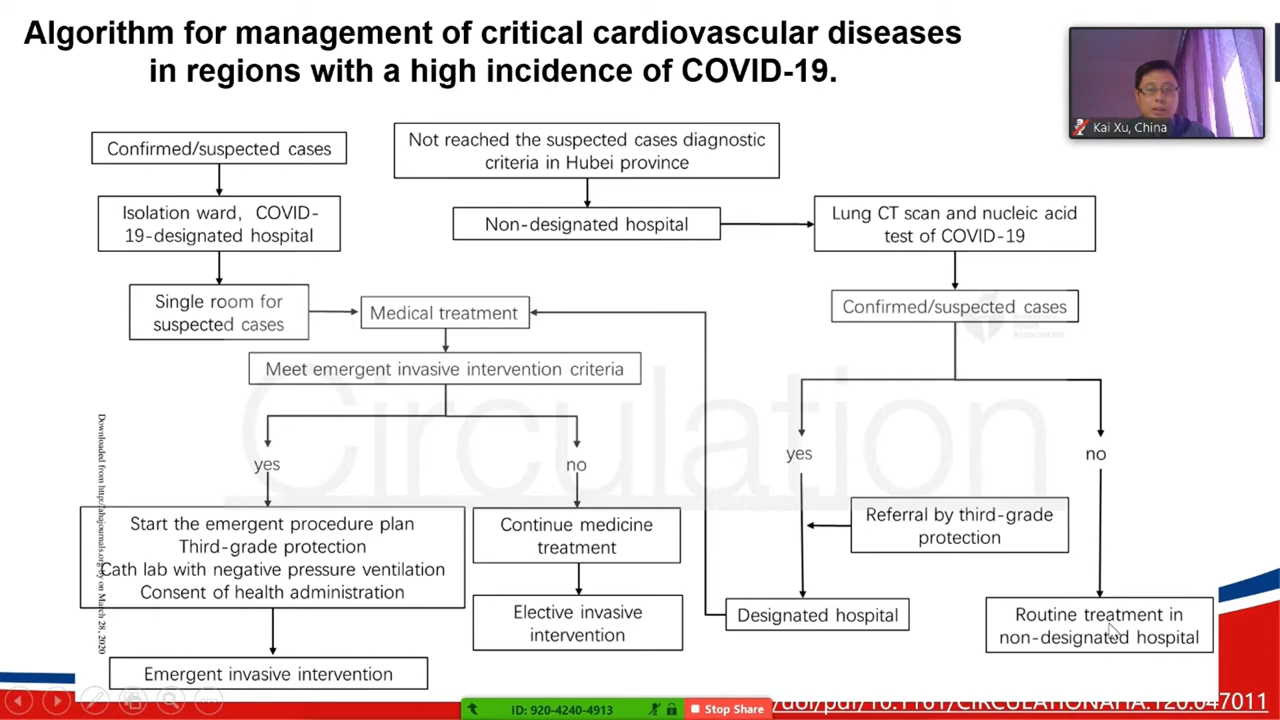 Algorithm for management of critical cardiovascular diseases
in regions with a high incidence of COVID-19.
Kai Xu, China
Confirmed/suspected cases
Not reached the suspected cases diagnostic
criteria in Hubei province
Isolation ward, COVID-
19-designated hospital
Non-designated hospital
Lung CT scan and nucleic acid
test of COVID-19
Single room for
suspected cases
Medical treatment
Confirmed/suspected cases
Association
Meet emergent invasive intervention criteria
Circulation
yes
no
yes
no
Start the emergent procedure plan
Third-grade protection
Cath lab with negative pressure ventilation
Consent of health administration
Continue medicine
treatment
Referral by third-grade
protection
Elective invasive
intervention
Designated hospital
Routine treatment in
non-designated hospital
Emergent invasive intervention
Downloaded from http://ahajournals.org by on March 28, 2020
ID: 920-4240-4913
Stop Share
/doi/pdf/10.1161/CIRCULATIONAHA.120.047011